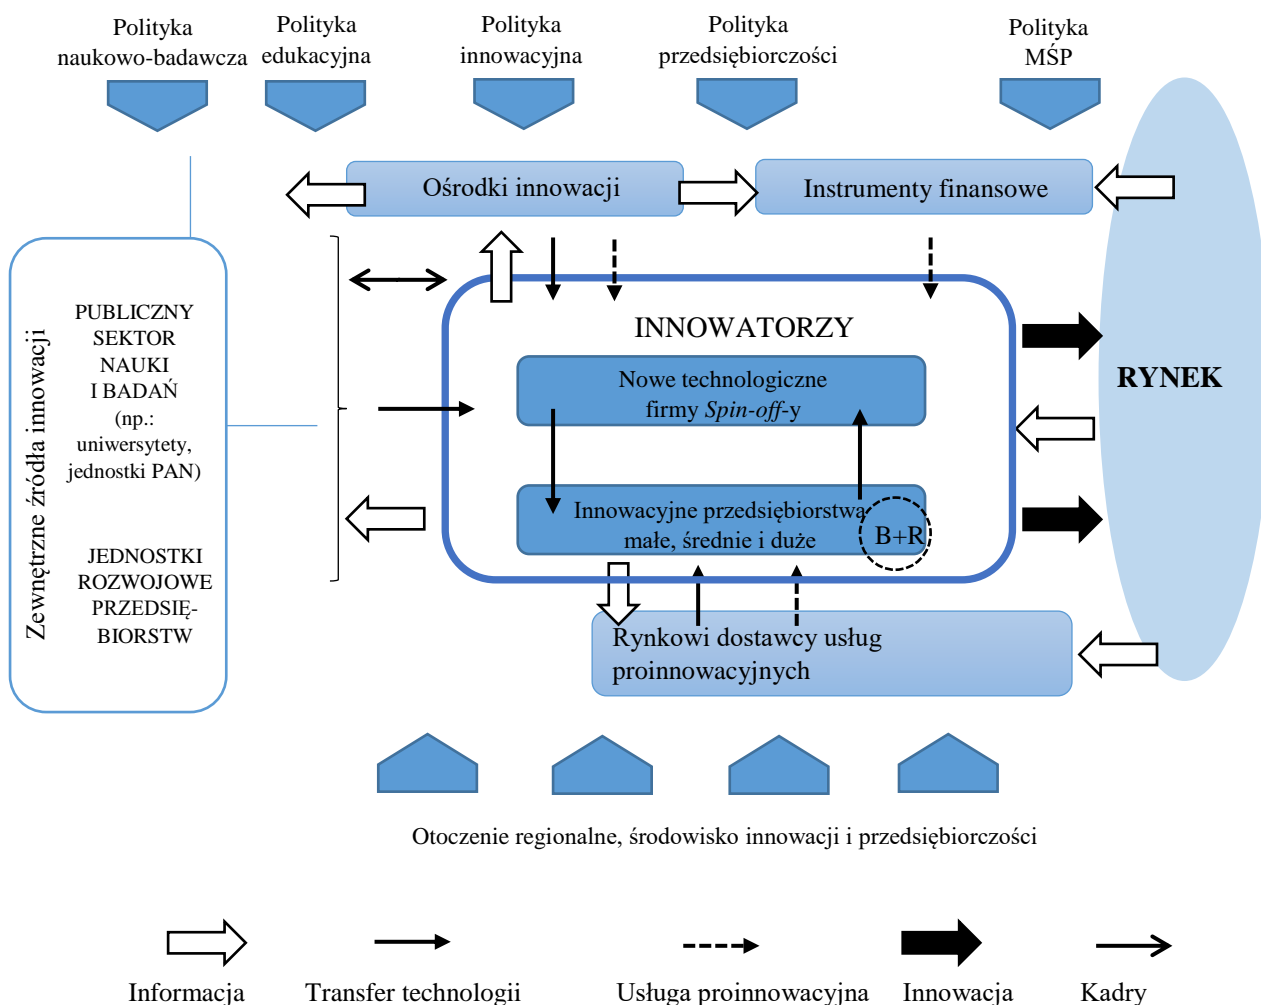 Polityka
naukowo-badawcza
Polityka
edukacyjna
Polityka
innowacyjna
Polityka
przedsiębiorczości
Polityka
MŚP
Ośrodki innowacji
Instrumenty finansowe
Zewnętrzne źródła innowacji
PUBLICZNY
SEKTOR
NAUKI
I BADAŃ
(np.:
uniwersytety,
jednostki PAN)
JEDNOSTKI
ROZWOJOWE
PRZEDSIĘ-
BIORSTW
INNOWATORZY
Nowe technologiczne
firmy Spin-off-y
Innowacyjne przedsiębiorstwa
małe, średnie i duże
B+R
RYNEK
Rynkowi dostawcy usług
proinnowacyjnych
Otoczenie regionalne, środowisko innowacji i przedsiębiorczości
Informacja
Transfer technologii
Usługa proinnowacyjna
Innowacja
Kadry